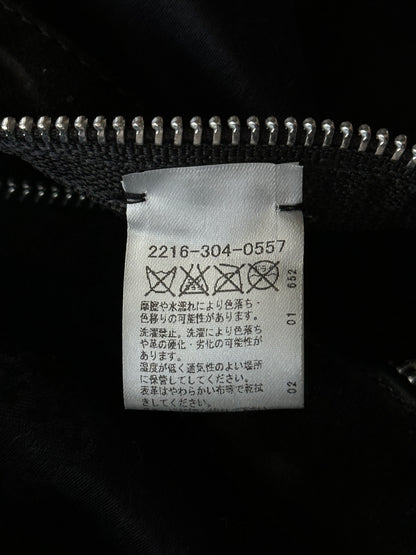 2216-304-0557
摩擦や水濡れにより色落ち・
色移りの可能性があります。
洗濯禁止。洗濯により色落ち
や革の硬化・劣化の可能性が
あります。
湿度が低く通気性のよい場所
に保管してしてください。
表革はやわらかい布等で乾拭
きしてください。
652
01
02